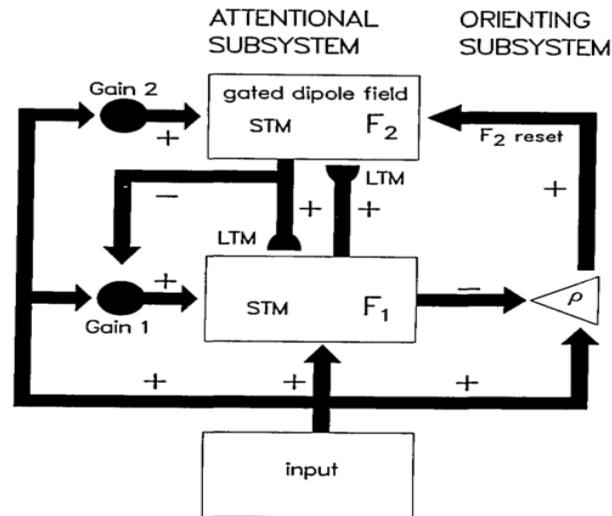 ATTENTIONAL
SUBSYSTEM
ORIENTING
SUBSYSTEM
Gain 2
+
gated dipole field
STM F₂
F₂ reset
+
LTM
−
+
+
LTM
+
Gain 1
STM F₁
−
ρ
+
+
+
input